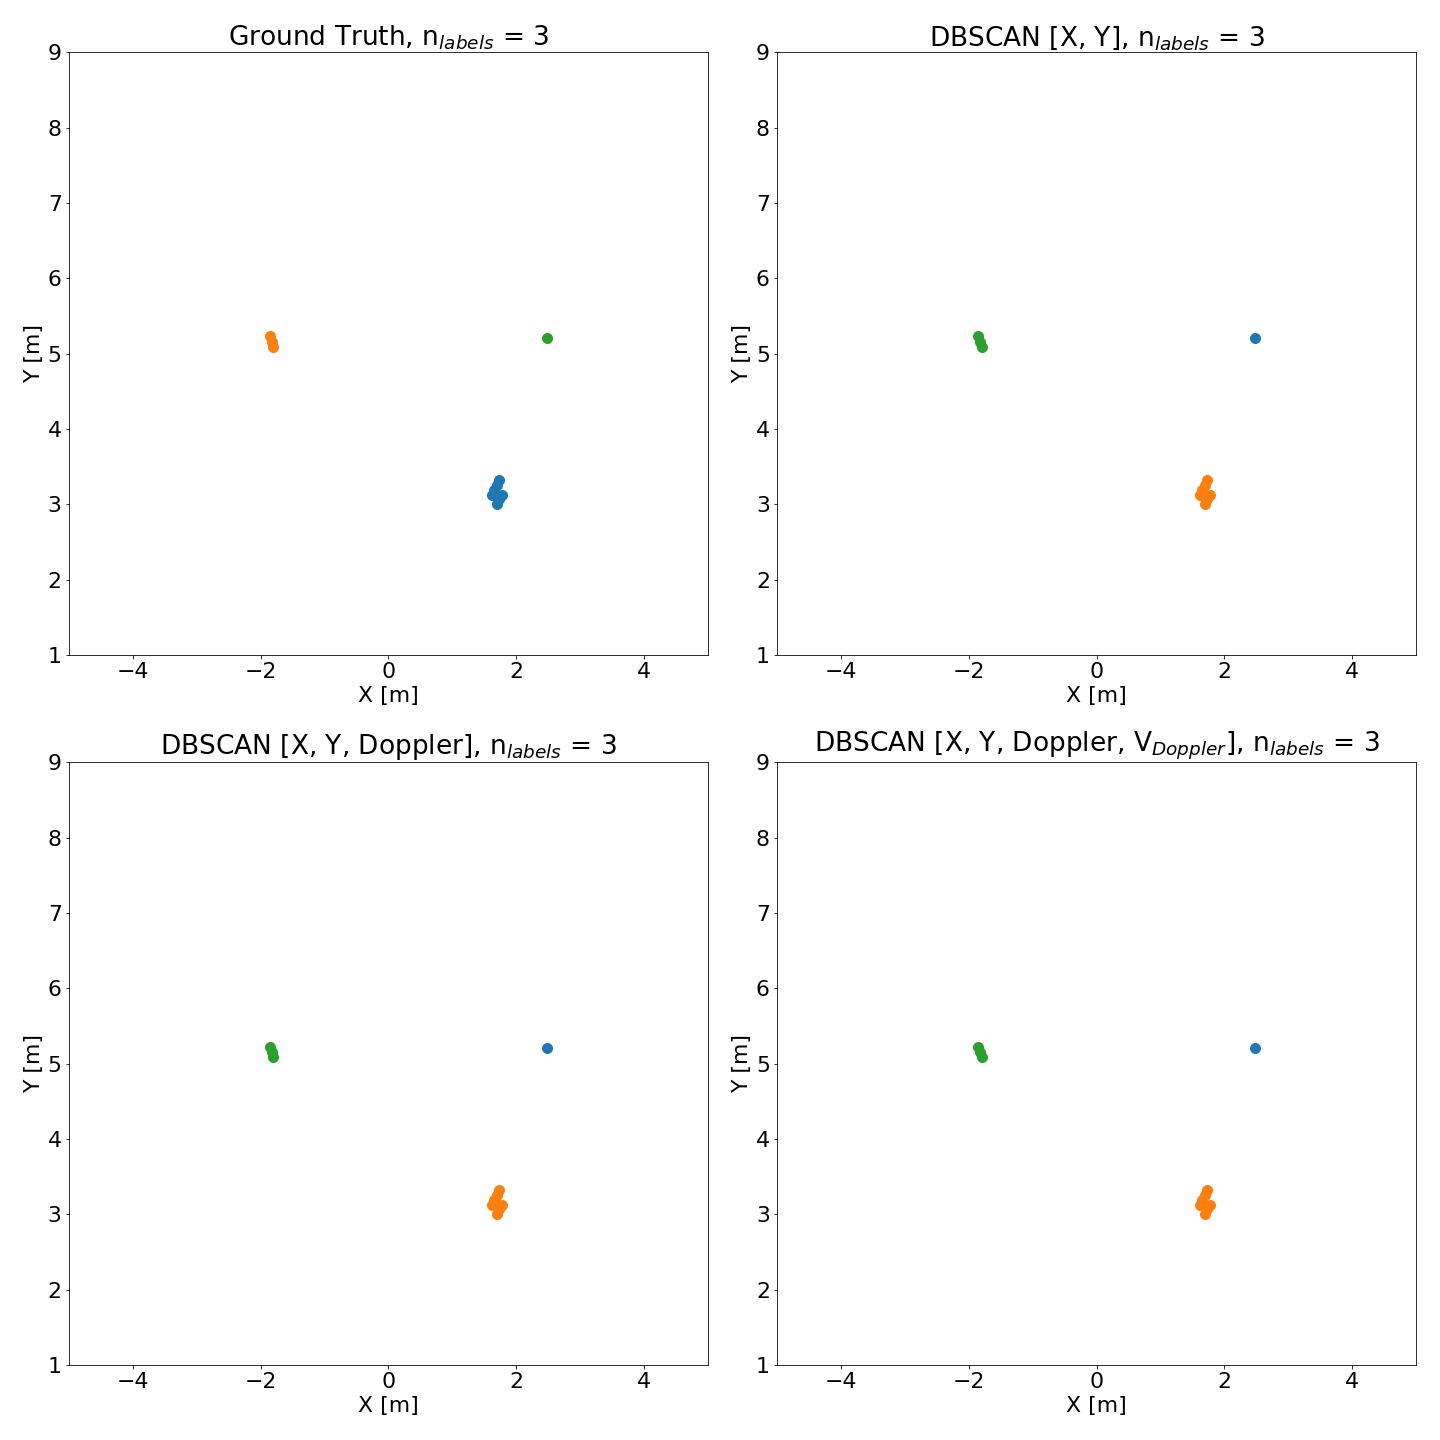 Ground Truth, n_labels = 3
9
8
7
6
5
4
3
2
1
Y [m]
−4 −2 0 2 4
X [m]
DBSCAN [X, Y], n_labels = 3
9
8
7
6
5
4
3
2
1
Y [m]
−4 −2 0 2 4
X [m]
DBSCAN [X, Y, Doppler], n_labels = 3
9
8
7
6
5
4
3
2
1
Y [m]
−4 −2 0 2 4
X [m]
DBSCAN [X, Y, Doppler, V_Doppler], n_labels = 3
9
8
7
6
5
4
3
2
1
Y [m]
−4 −2 0 2 4
X [m]